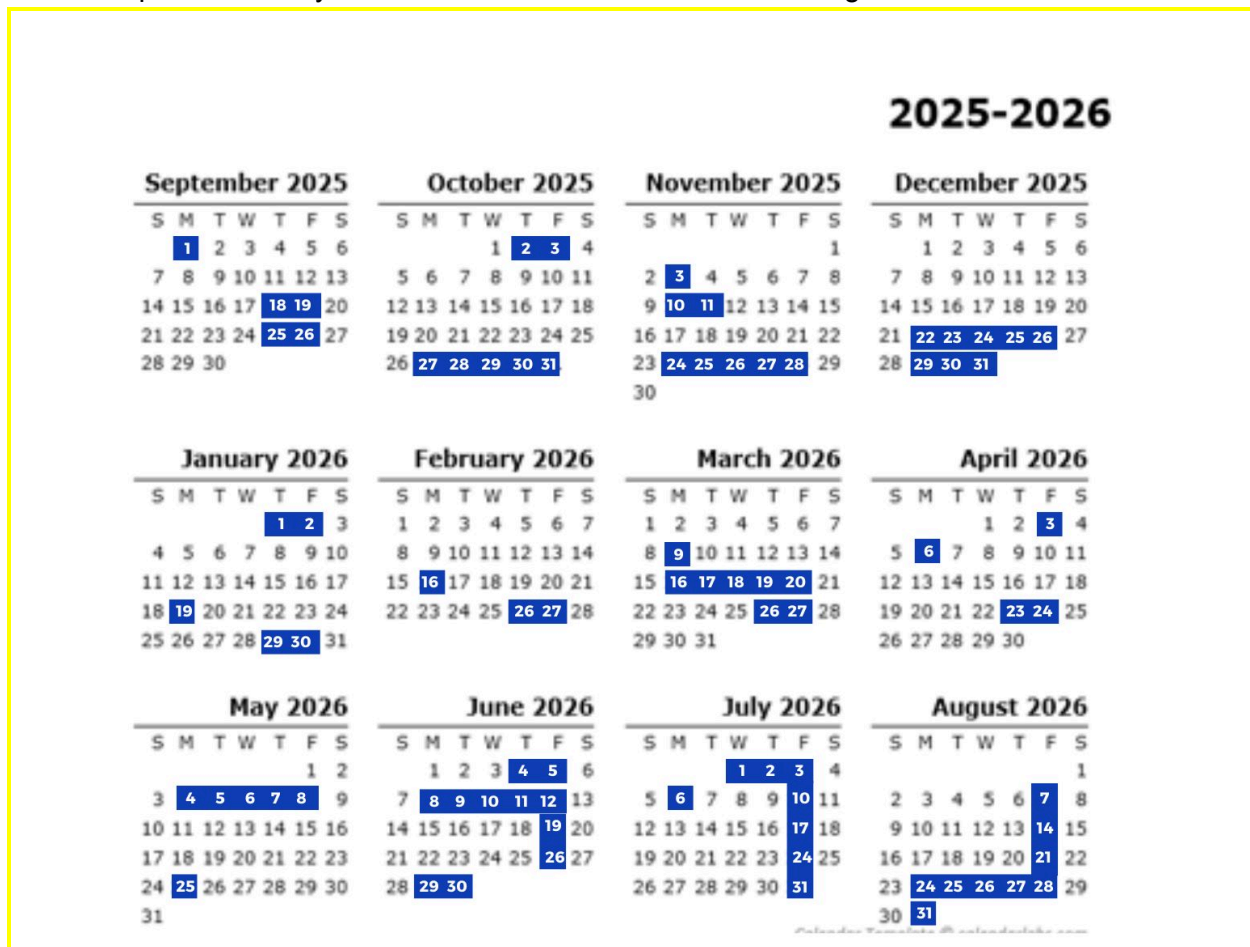 2025-2026
September 2025
S M T W T F S
1 2 3 4 5 6
7 8 9 10 11 12 13
14 15 16 17 18 19 20
21 22 23 24 25 26 27
28 29 30
October 2025
S M T W T F S
1 2 3 4
5 6 7 8 9 10 11
12 13 14 15 16 17 18
19 20 21 22 23 24 25
26 27 28 29 30 31
November 2025
S M T W T F S
1
2 3 4 5 6 7 8
9 10 11 12 13 14 15
16 17 18 19 20 21 22
23 24 25 26 27 28 29
30
December 2025
S M T W T F S
1 2 3 4 5 6
7 8 9 10 11 12 13
14 15 16 17 18 19 20
21 22 23 24 25 26 27
28 29 30 31
January 2026
S M T W T F S
1 2 3
4 5 6 7 8 9 10
11 12 13 14 15 16 17
18 19 20 21 22 23 24
25 26 27 28 29 30 31
February 2026
S M T W T F S
1 2 3 4 5 6 7
8 9 10 11 12 13 14
15 16 17 18 19 20 21
22 23 24 25 26 27 28
March 2026
S M T W T F S
1 2 3 4 5 6 7
8 9 10 11 12 13 14
15 16 17 18 19 20 21
22 23 24 25 26 27 28
29 30 31
April 2026
S M T W T F S
1 2 3 4
5 6 7 8 9 10 11
12 13 14 15 16 17 18
19 20 21 22 23 24 25
26 27 28 29 30
May 2026
S M T W T F S
1 2
3 4 5 6 7 8 9
10 11 12 13 14 15 16
17 18 19 20 21 22 23
24 25 26 27 28 29 30
31
June 2026
S M T W T F S
1 2 3 4 5 6
7 8 9 10 11 12 13
14 15 16 17 18 19 20
21 22 23 24 25 26 27
28 29 30
July 2026
S M T W T F S
1 2 3 4
5 6 7 8 9 10 11
12 13 14 15 16 17 18
19 20 21 22 23 24 25
26 27 28 29 30 31
August 2026
S M T W T F S
1
2 3 4 5 6 7 8
9 10 11 12 13 14 15
16 17 18 19 20 21 22
23 24 25 26 27 28 29
30 31
Calendar Template © calendarlabs.com